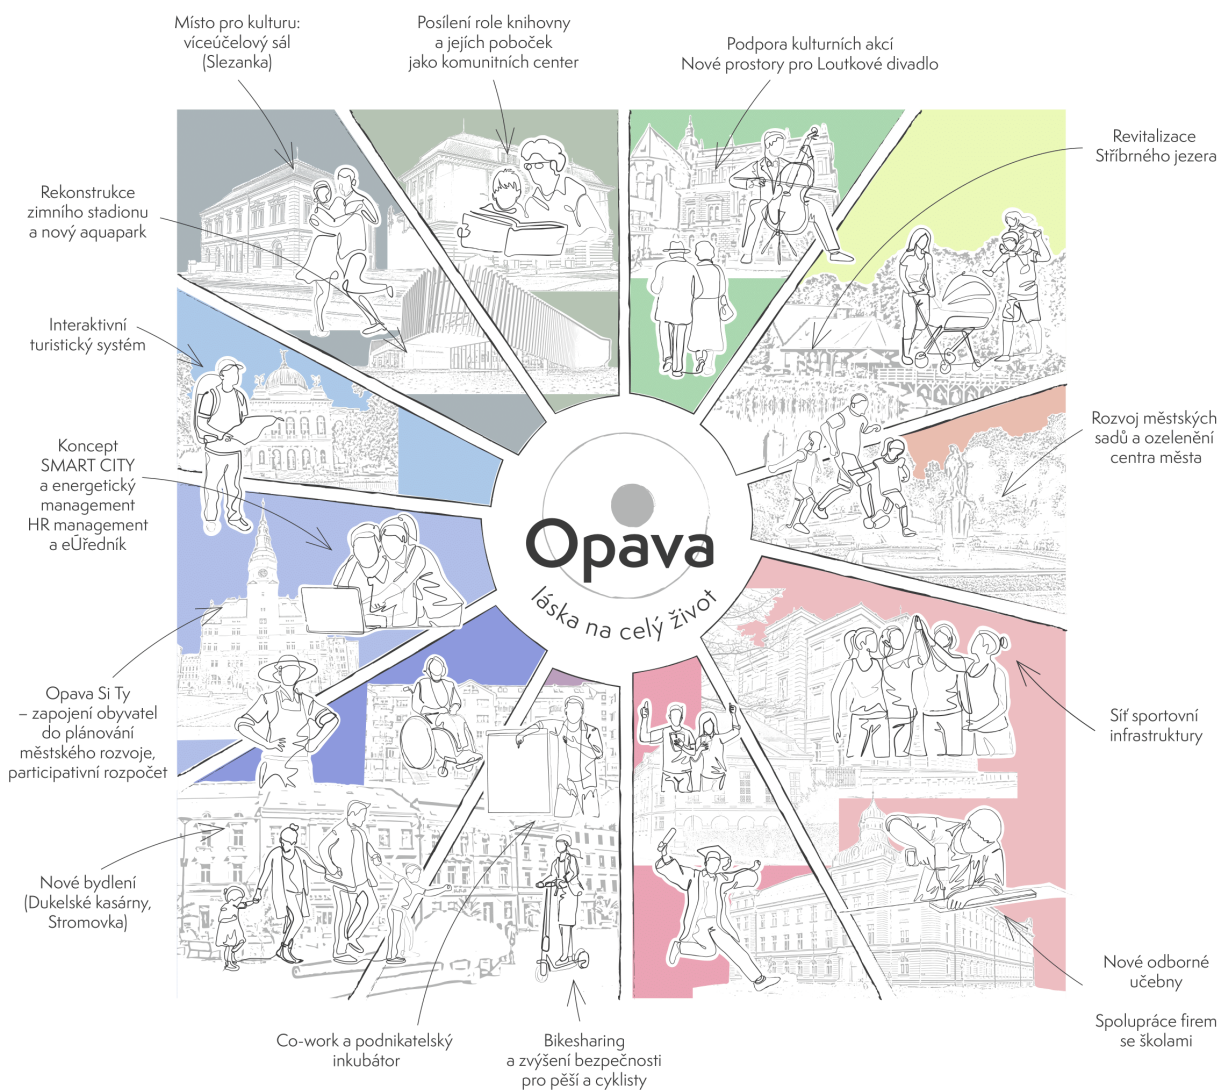 Místo pro kulturu:
víceúčelový sál
(Slezanka)
Posílení role knihovny
a jejích poboček
jako komunitních center
Podpora kulturních akcí
Nové prostory pro Loutkové divadlo
Revitalizace
Stříbrného jezera
Rekonstrukce
zimního stadionu
a nový aquapark
Interaktivní
turistický systém
Rozvoj městských
sadů a ozelenění
centra města
Koncept
SMART CITY
a energetický
management
HR management
a eÚředník
Opava
láska na celý život
Opava Si Ty
– zapojení obyvatel
do plánování
městského rozvoje,
participativní rozpočet
Síť sportovní
infrastruktury
Nové bydlení
(Dukelské kasárny,
Stromovka)
Nové odborné
učebny
Spolupráce firem
se školami
Co-work a podnikatelský
inkubátor
Bikesharing
a zvýšení bezpečnosti
pro pěší a cyklisty